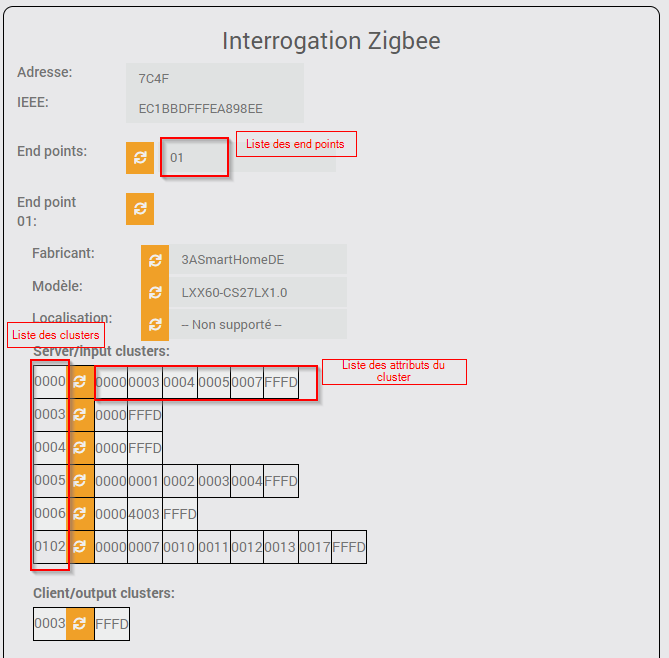 Interrogation Zigbee
Adresse: 7C4F
IEEE: EC1BBDFFFEA898EE
End points: 01 Liste des end points
End point
01:
Fabricant: 3ASmartHomeDE
Modèle: LXX60-CS27LX1.0
Localisation: -- Non supporté --
Liste des clusters
Server/input clusters:
Liste des attributs du
cluster
0000 0000 0003 0004 0005 0007 FFFD
0003 0000 FFFD
0004 0000 FFFD
0005 0000 0001 0002 0003 0004 FFFD
0006 0000 4003 FFFD
0102 0000 0007 0010 0011 0012 0013 0017 FFFD
Client/output clusters:
0003 FFFD